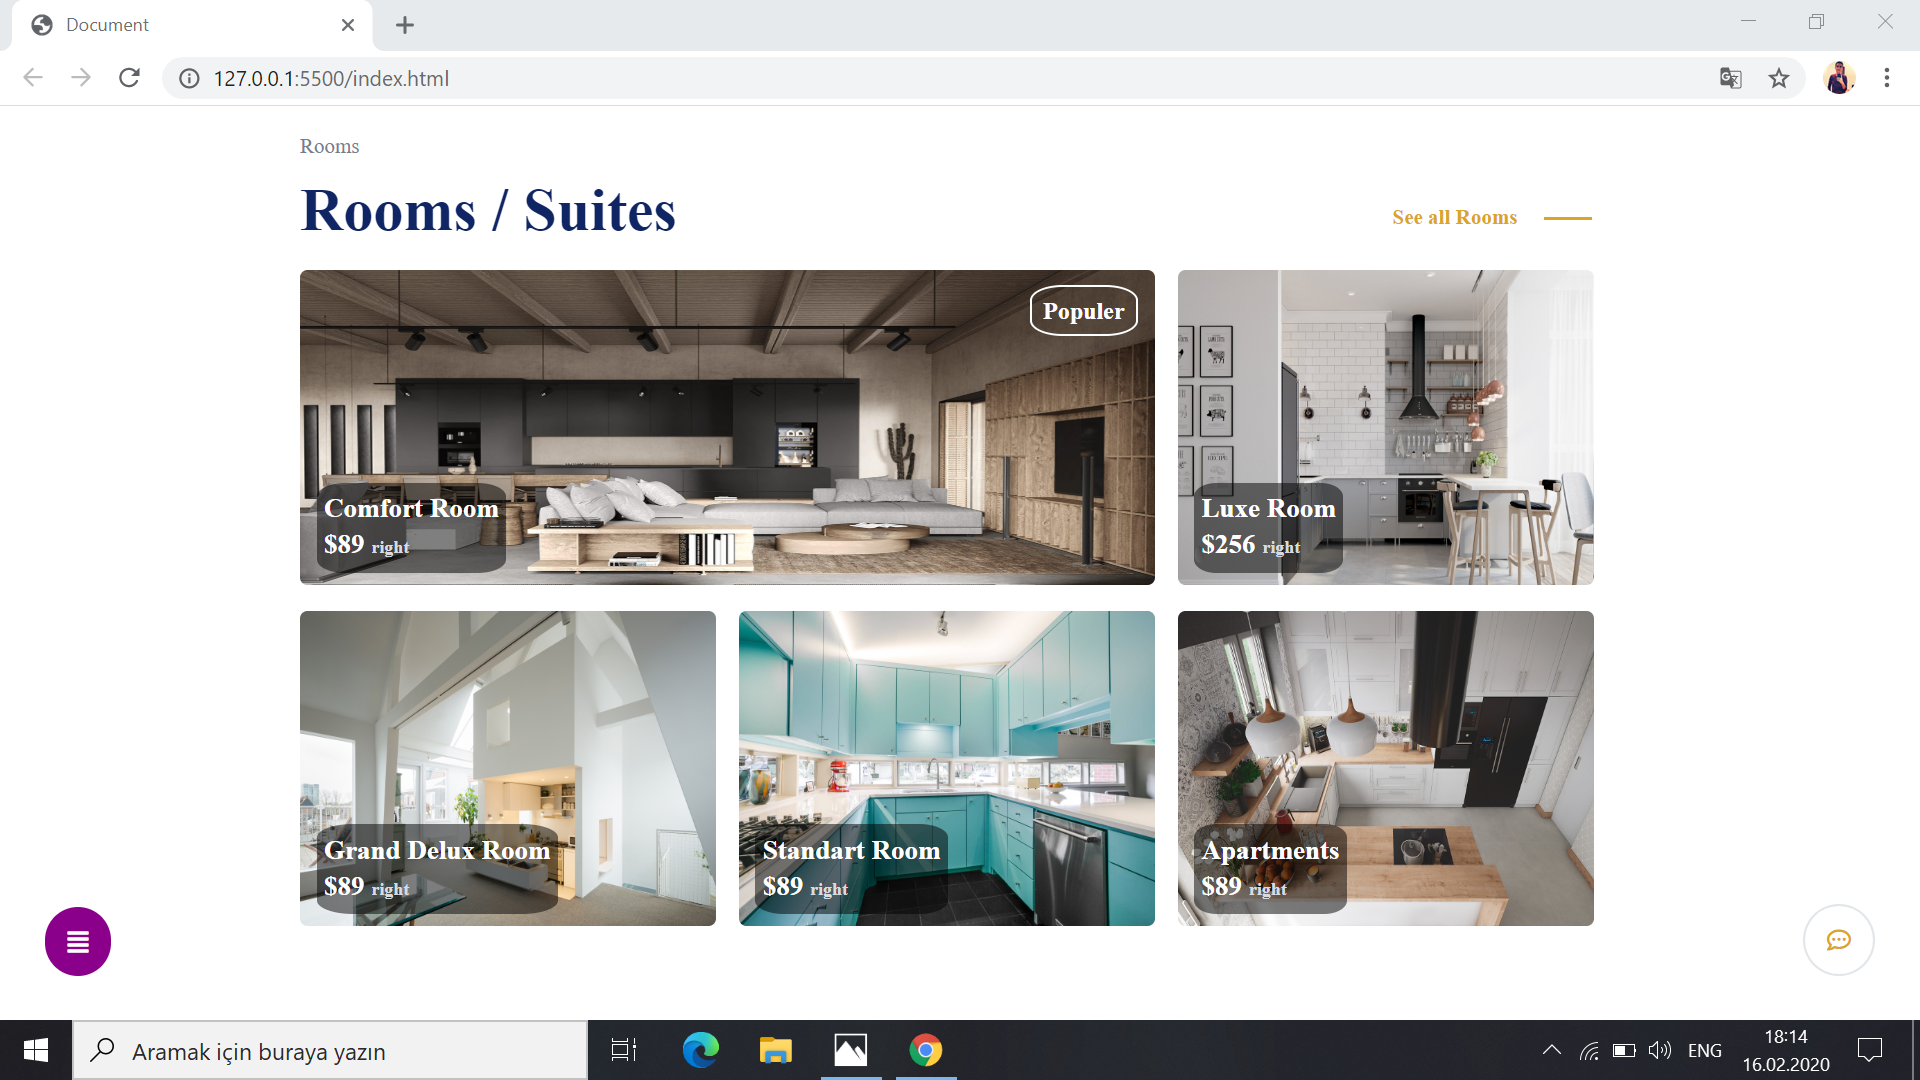 Document
127.0.0.1:5500/index.html
Rooms
Rooms / Suites
See all Rooms
Populer
Comfort Room
$89 right
Luxe Room
$256 right
Grand Delux Room
$89 right
Standart Room
$89 right
Apartments
$89 right
Aramak için buraya yazın
ENG
18:14
16.02.2020